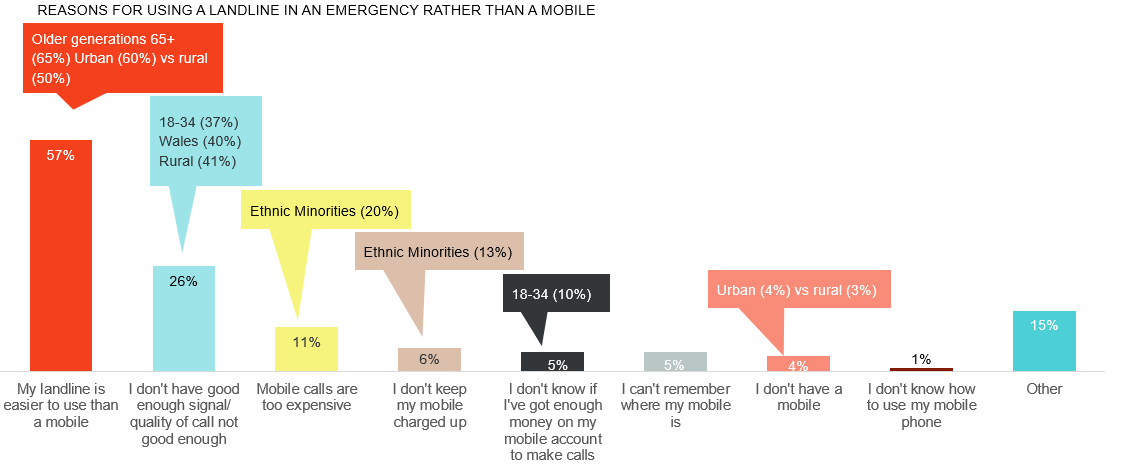 REASONS FOR USING A LANDLINE IN AN EMERGENCY RATHER THAN A MOBILE
Older generations 65+
(65%) Urban (60%) vs rural
(50%)
18-34 (37%)
Wales (40%)
Rural (41%)
Ethnic Minorities (20%)
Ethnic Minorities (13%)
18-34 (10%)
Urban (4%) vs rural (3%)
57%
26%
11%
6%
5%
5%
4%
1%
15%
My landline is
easier to use than
a mobile
I don't have good
enough signal/
quality of call not
good enough
Mobile calls are
too expensive
I don't keep
my mobile
charged up
I don't know if
I've got enough
money on my
mobile account
to make calls
I can't remember
where my mobile
is
I don't have a
mobile
I don't know how
to use my mobile
phone
Other